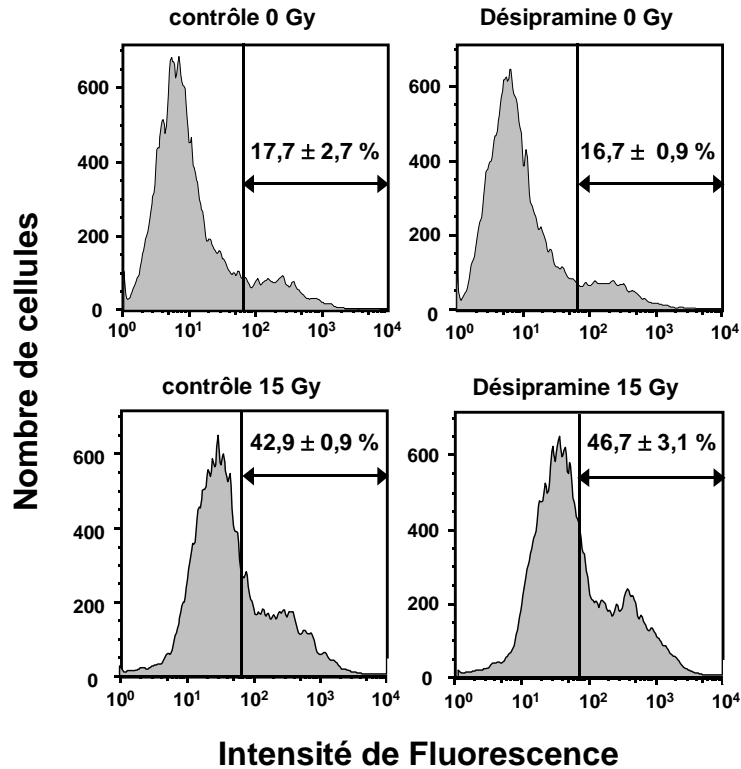 contrôle 0 Gy
Désipramine 0 Gy
600
400
200
0
17,7 ± 2,7 %
10⁰ 10¹ 10² 10³ 10⁴
600
400
200
0
16,7 ± 0,9 %
10⁰ 10¹ 10² 10³ 10⁴
Nombre de cellules
contrôle 15 Gy
Désipramine 15 Gy
600
400
200
0
42,9 ± 0,9 %
10⁰ 10¹ 10² 10³ 10⁴
600
400
200
0
46,7 ± 3,1 %
10⁰ 10¹ 10² 10³ 10⁴
Intensité de Fluorescence